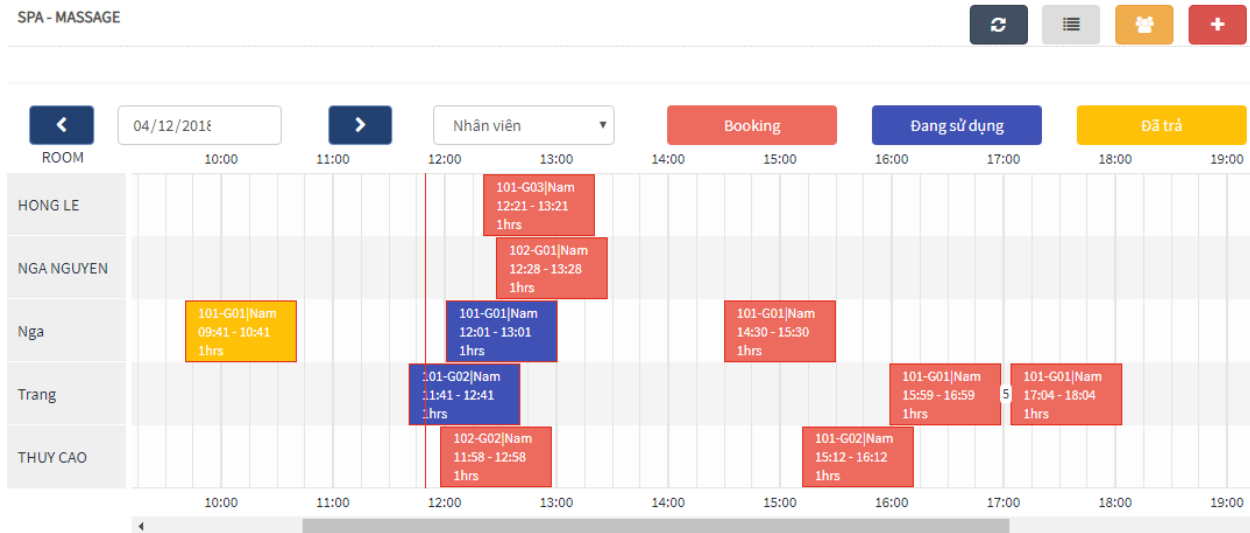 SPA - MASSAGE
04/12/2018
Nhân viên
Booking
Đang sử dụng
Đã trả
ROOM
10:00 11:00 12:00 13:00 14:00 15:00 16:00 17:00 18:00 19:00
HONG LE
101-G03|Nam
12:21 - 13:21
1hrs
NGA NGUYEN
102-G01|Nam
12:28 - 13:28
1hrs
Nga
101-G01|Nam
09:41 - 10:41
1hrs
101-G01|Nam
12:01 - 13:01
1hrs
101-G01|Nam
14:30 - 15:30
1hrs
Trang
101-G02|Nam
11:41 - 12:41
1hrs
101-G01|Nam
15:59 - 16:59
1hrs
5
101-G01|Nam
17:04 - 18:04
1hrs
THUY CAO
102-G02|Nam
11:58 - 12:58
1hrs
101-G02|Nam
15:12 - 16:12
1hrs
10:00 11:00 12:00 13:00 14:00 15:00 16:00 17:00 18:00 19:00